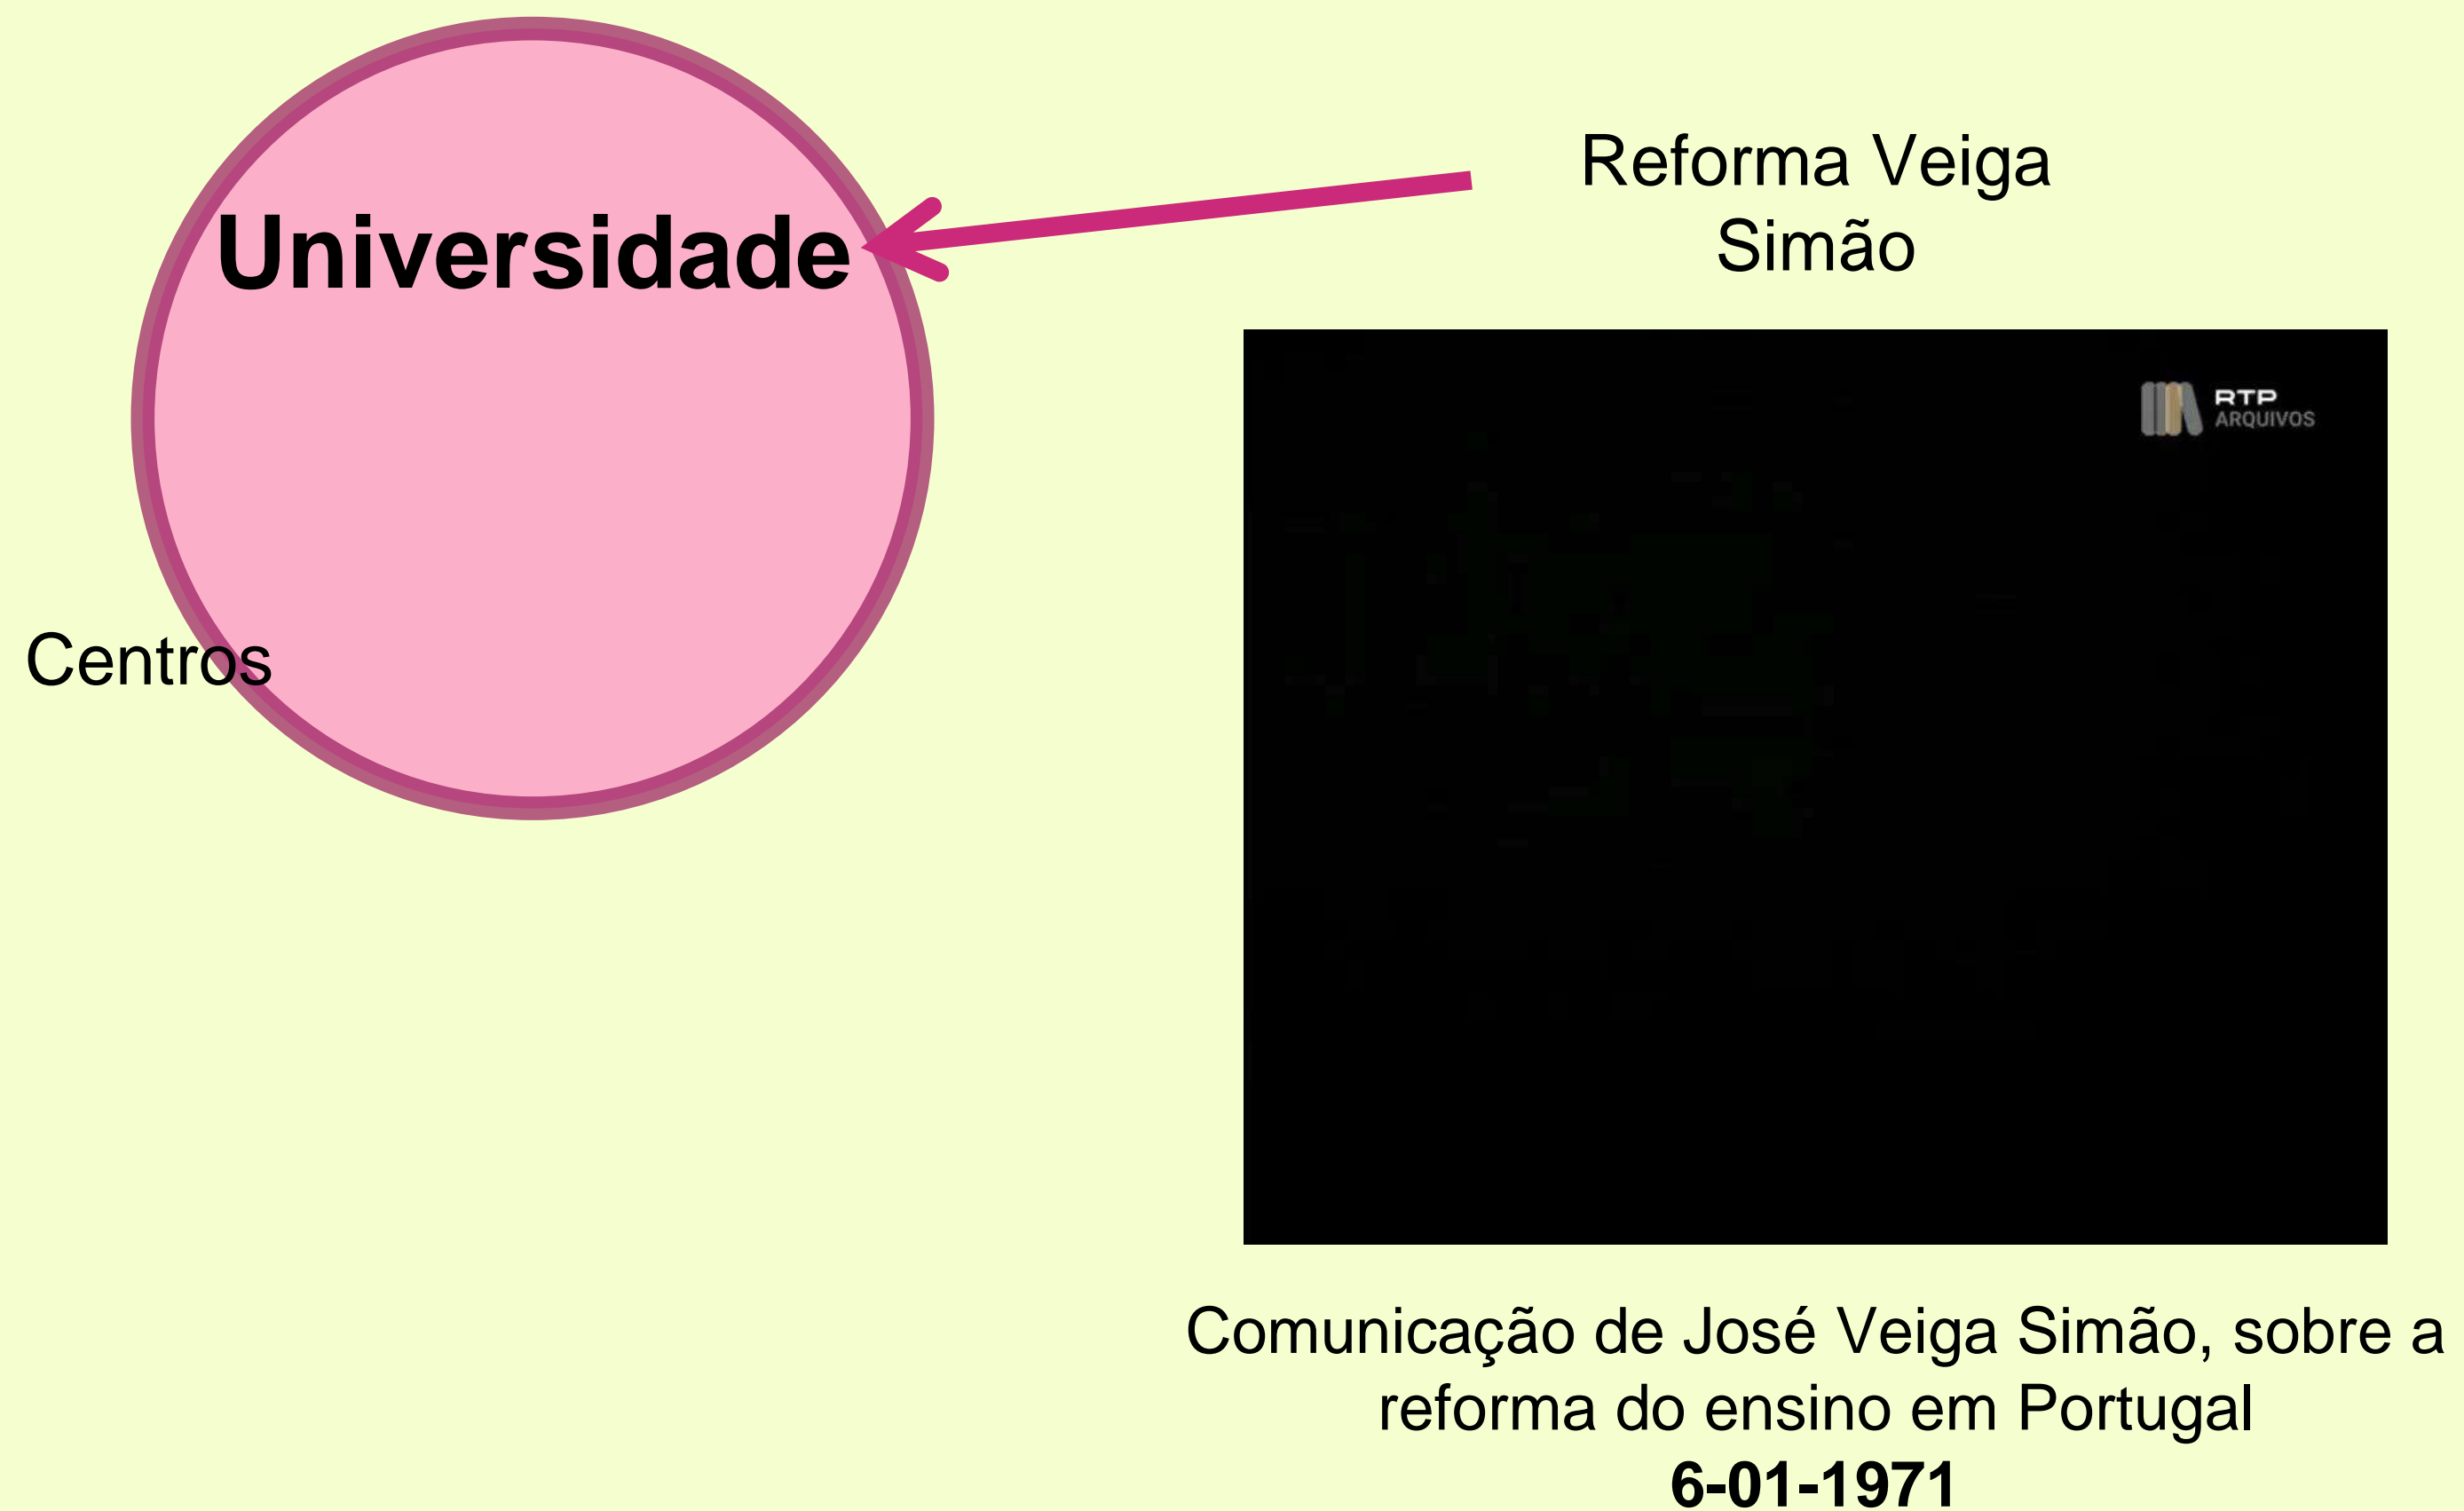 Universidade
Reforma Veiga
Simão
RTP
ARQUIVOS
Centros
Comunicação de José Veiga Simão, sobre a
reforma do ensino em Portugal
6-01-1971